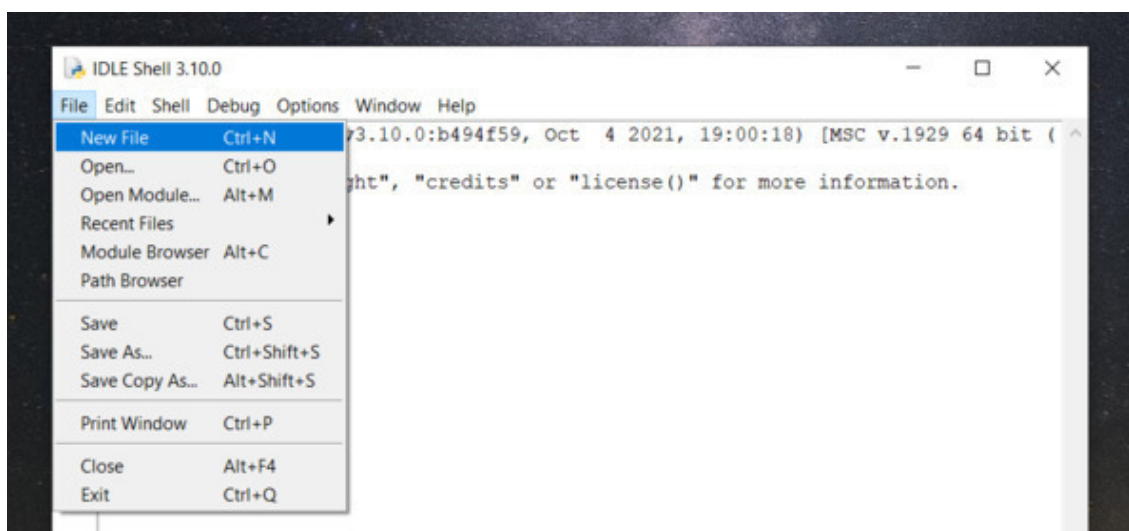 IDLE Shell 3.10.0
File Edit Shell Debug Options Window Help
New File Ctrl+N
v3.10.0:b494f59, Oct 4 2021, 19:00:18) [MSC v.1929 64 bit (
Open... Ctrl+O
ght", "credits" or "license()" for more information.
Open Module... Alt+M
Recent Files
Module Browser Alt+C
Path Browser
Save Ctrl+S
Save As... Ctrl+Shift+S
Save Copy As... Alt+Shift+S
Print Window Ctrl+P
Close Alt+F4
Exit Ctrl+Q